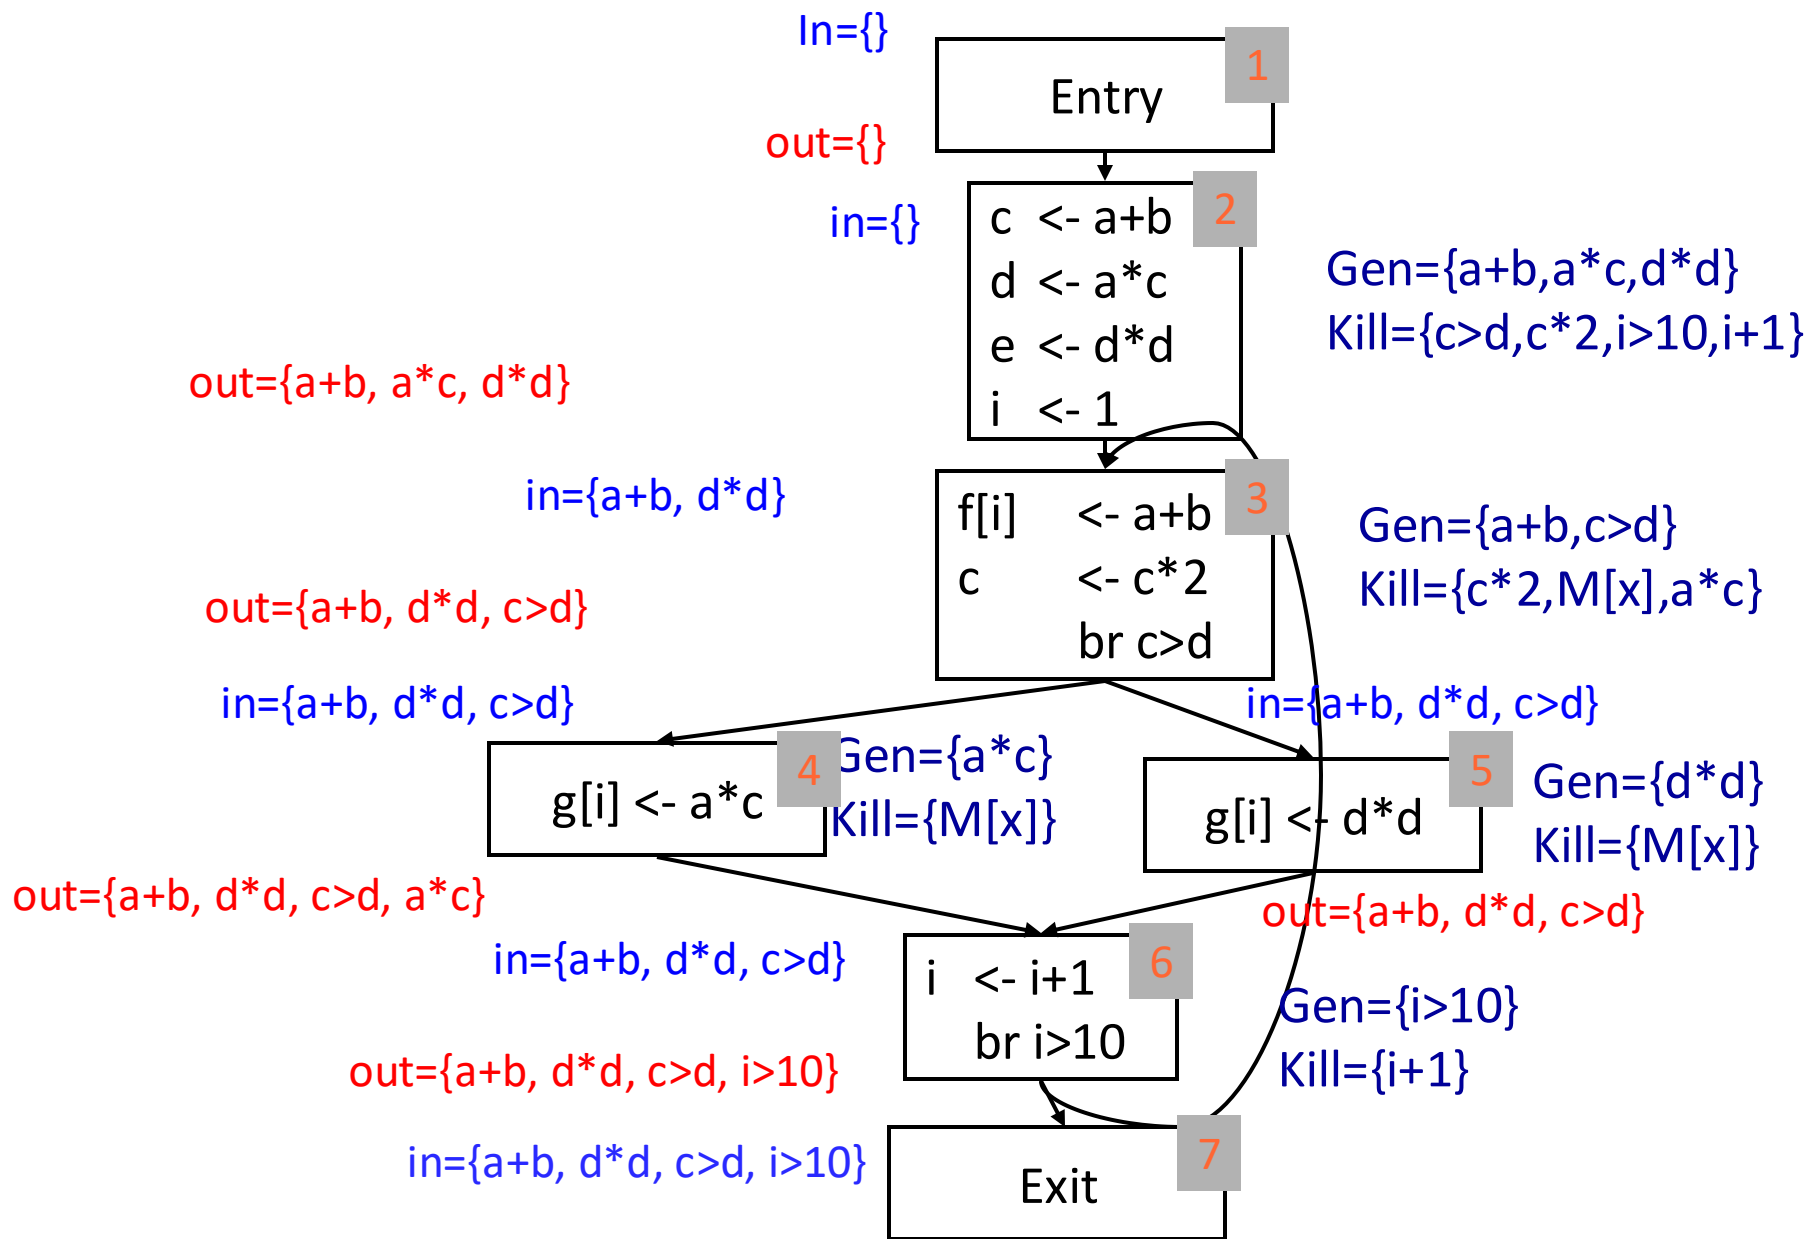 In={}
1
Entry
out={}
2
in={}
c <- a+b
d <- a*c
e <- d*d
i <- 1
Gen={a+b,a*c,d*d}
Kill={c>d,c*2,i>10,i+1}
out={a+b, a*c, d*d}
in={a+b, d*d}
3
f[i] <- a+b
c <- c*2
br c>d
Gen={a+b,c>d}
Kill={c*2,M[x],a*c}
out={a+b, d*d, c>d}
in={a+b, d*d, c>d}
in={a+b, d*d, c>d}
4
g[i] <- a*c
Gen={a*c}
Kill={M[x]}
5
g[i] <- d*d
Gen={d*d}
Kill={M[x]}
out={a+b, d*d, c>d, a*c}
out={a+b, d*d, c>d}
in={a+b, d*d, c>d}
6
i <- i+1
br i>10
Gen={i>10}
Kill={i+1}
out={a+b, d*d, c>d, i>10}
in={a+b, d*d, c>d, i>10}
7
Exit